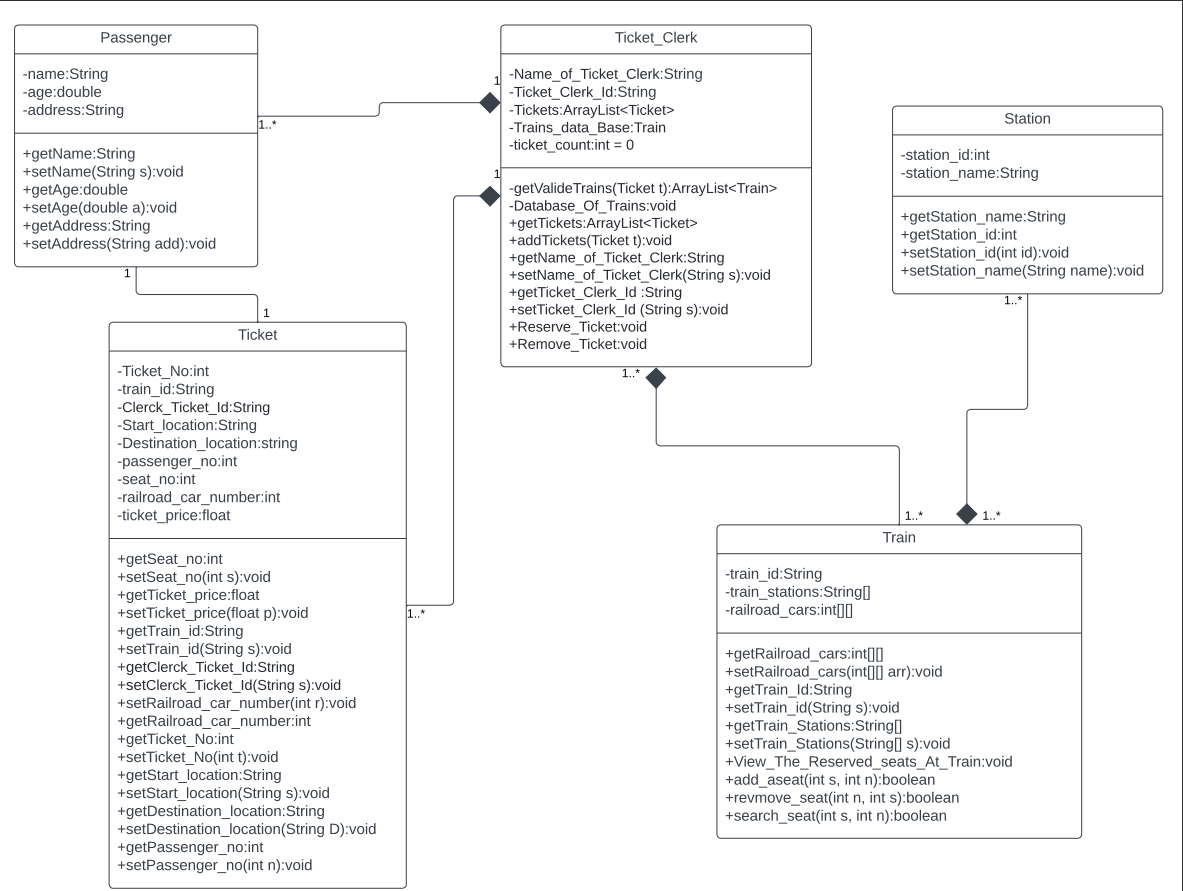 Passenger
-name:String
-age:double
-address:String
+getName:String
+setName(String s):void
+getAge:double
+setAge(double a):void
+getAddress:String
+setAddress(String add):void
1..*
1
1
Ticket_Clerk
-Name_of_Ticket_Clerk:String
-Ticket_Clerk_Id:String
-Tickets:ArrayList<Ticket>
-Trains_data_Base:Train
-ticket_count:int = 0
-getValideTrains(Ticket t):ArrayList<Train>
-Database_Of_Trains:void
+getTickets:ArrayList<Ticket>
+addTickets(Ticket t):void
+getName_of_Ticket_Clerk:String
+setName_of_Ticket_Clerk(String s):void
+getTicket_Clerk_Id :String
+setTicket_Clerk_Id (String s):void
+Reserve_Ticket:void
+Remove_Ticket:void
1..*
Station
-station_id:int
-station_name:String
+getStation_name:String
+getStation_id:int
+setStation_id(int id):void
+setStation_name(String name):void
1..*
1
1
Ticket
-Ticket_No:int
-train_id:String
-Clerck_Ticket_Id:String
-Start_location:String
-Destination_location:string
-passenger_no:int
-seat_no:int
-railroad_car_number:int
-ticket_price:float
+getSeat_no:int
+setSeat_no(int s):void
+getTicket_price:float
+setTicket_price(float p):void
+getTrain_id:String
+setTrain_id(String s):void
+getClerck_Ticket_Id:String
+setClerck_Ticket_Id(String s):void
+setRailroad_car_number(int r):void
+getRailroad_car_number:int
+getTicket_No:int
+setTicket_No(int t):void
+getStart_location:String
+setStart_location(String s):void
+getDestination_location:String
+setDestination_location(String D):void
+getPassenger_no:int
+setPassenger_no(int n):void
1..*
1..*
1..*
Train
-train_id:String
-train_stations:String[]
-railroad_cars:int[][]
+getRailroad_cars:int[][]
+setRailroad_cars(int[][] arr):void
+getTrain_Id:String
+setTrain_id(String s):void
+getTrain_Stations:String[]
+setTrain_Stations(String[] s):void
+View_The_Reserved_seats_At_Train:void
+add_aseat(int s, int n):boolean
+revmove_seat(int n, int s):boolean
+search_seat(int s, int n):boolean